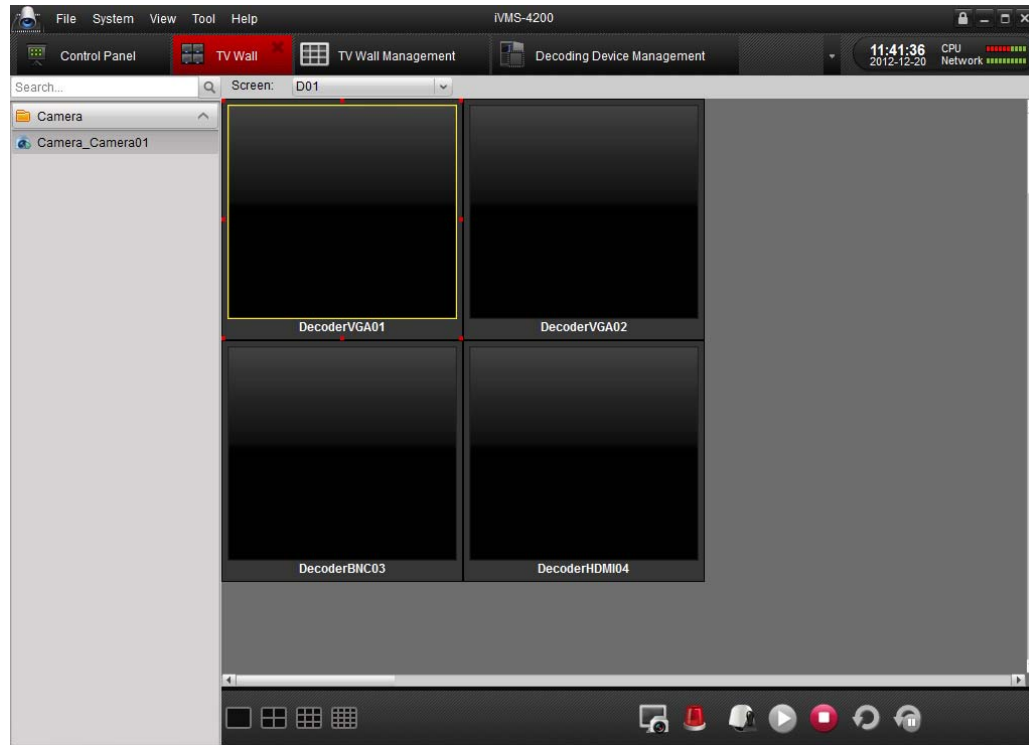 File System View Tool Help iVMS-4200
Control Panel TV Wall TV Wall Management Decoding Device Management 11:41:36 CPU
2012-12-20 Network
Search... Screen: D01
Camera
Camera_Camera01
DecoderVGA01 DecoderVGA02
DecoderBNC03 DecoderHDMI04